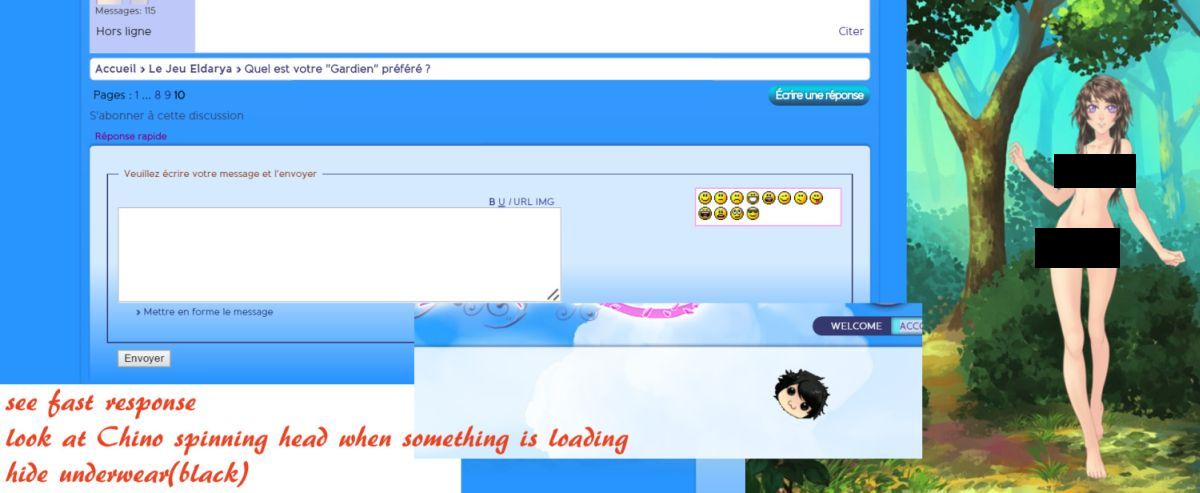 Messages: 115
Hors ligne
Citer
Accueil › Le Jeu Eldarya › Quel est votre "Gardien" préféré ?
Pages : 1 ... 8 9 10
Écrire une réponse
S'abonner à cette discussion
Réponse rapide
Veuillez écrire votre message et l'envoyer
B U I URL IMG
› Mettre en forme le message
WELCOME
ACCO
Envoyer
see fast response
look at Chino spinning head when something is loading
hide underwear(black)